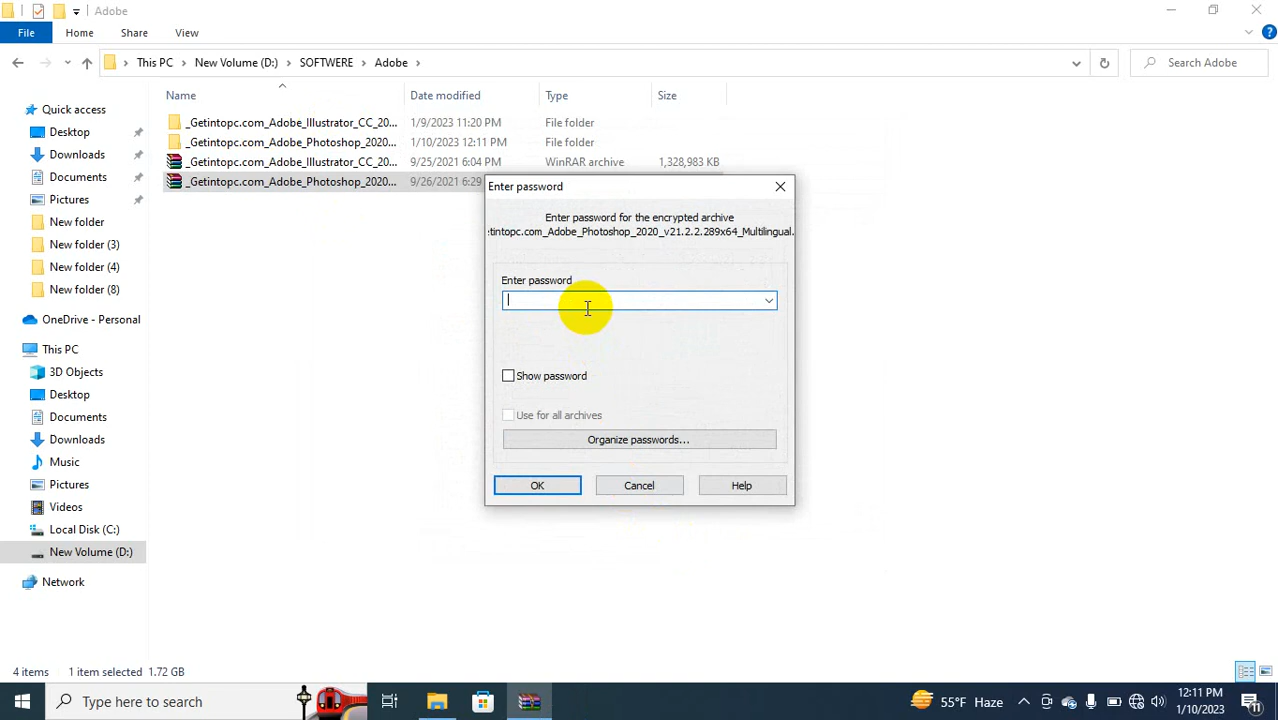 Adobe
File Home Share View
This PC New Volume (D:) SOFTWERE Adobe
Search Adobe
Name Date modified Type Size
Quick access
Desktop
Downloads
Documents
Pictures
New folder
New folder (3)
New folder (4)
New folder (8)
OneDrive - Personal
This PC
3D Objects
Desktop
Documents
Downloads
Music
Pictures
Videos
Local Disk (C:)
New Volume (D:)
Network
_Getintopc.com_Adobe_Illustrator_CC_20... 1/9/2023 11:20 PM File folder
_Getintopc.com_Adobe_Photoshop_2020... 1/10/2023 12:11 PM File folder
_Getintopc.com_Adobe_Illustrator_CC_20... 9/25/2021 6:04 PM WinRAR archive 1,328,983 KB
_Getintopc.com_Adobe_Photoshop_2020... 9/26/2021 6:29
Enter password
Enter password for the encrypted archive
etintopc.com_Adobe_Photoshop_2020_v21.2.2.289x64_Multilingual.
Enter password
Show password
Use for all archives
Organize passwords...
OK Cancel Help
4 items 1 item selected 1.72 GB
Type here to search
55°F Haze
12:11 PM
1/10/2023
11